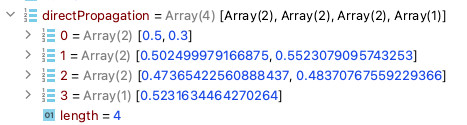 directPropagation = Array(4) [Array(2), Array(2), Array(2), Array(1)]
0 = Array(2) [0.5, 0.3]
1 = Array(2) [0.502499979166875, 0.5523079095743253]
2 = Array(2) [0.47365422560888437, 0.48370767559229366]
3 = Array(1) [0.5231634464270264]
01 length = 4